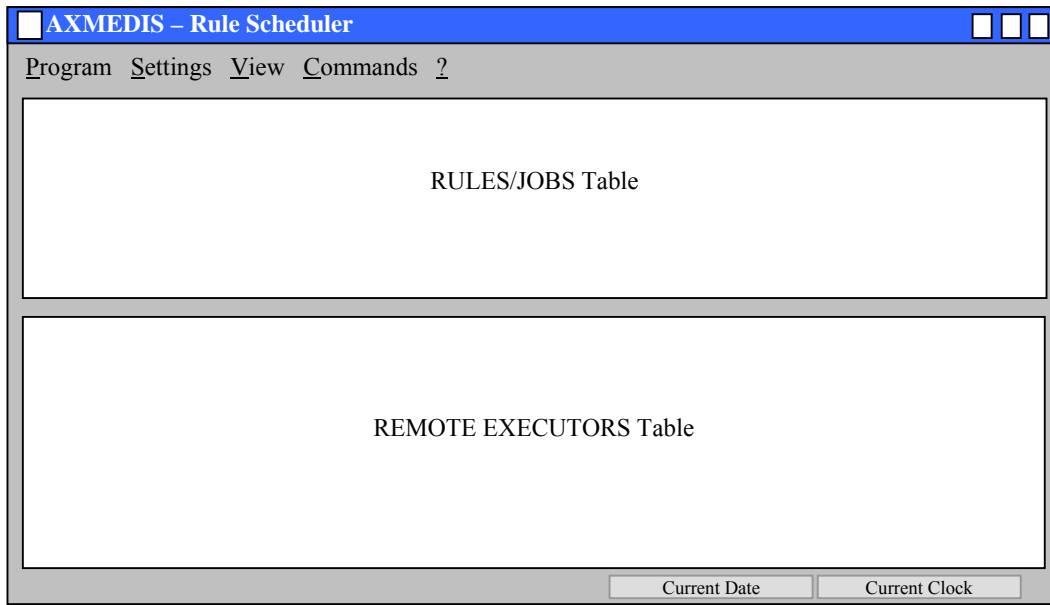 AXMEDIS – Rule Scheduler
Program Settings View Commands ?
RULES/JOBS Table
REMOTE EXECUTORS Table
Current Date Current Clock